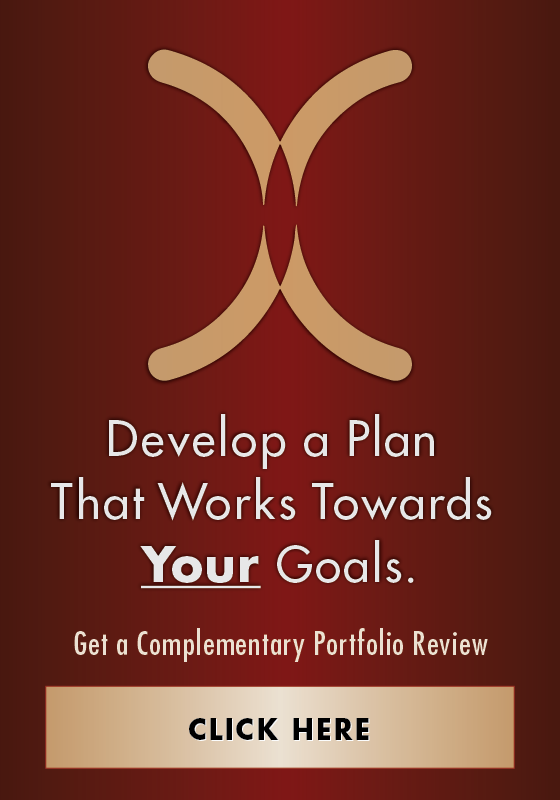 Develop a Plan
That Works Towards
Your Goals.
Get a Complementary Portfolio Review
CLICK HERE